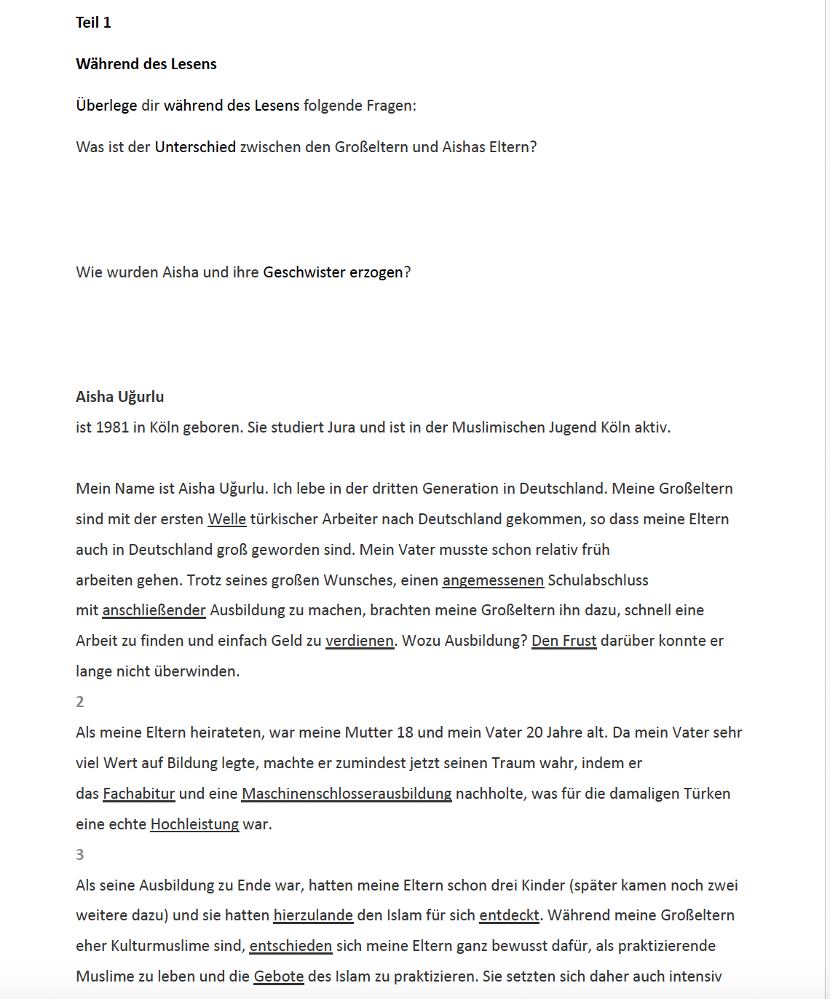 Teil 1
Während des Lesens
Überlege dir während des Lesens folgende Fragen:
Was ist der Unterschied zwischen den Großeltern und Aishas Eltern?
Wie wurden Aisha und ihre Geschwister erzogen?
Aisha Uğurlu
ist 1981 in Köln geboren. Sie studiert Jura und ist in der Muslimischen Jugend Köln aktiv.
Mein Name ist Aisha Uğurlu. Ich lebe in der dritten Generation in Deutschland. Meine Großeltern
sind mit der ersten Welle türkischer Arbeiter nach Deutschland gekommen, so dass meine Eltern
auch in Deutschland groß geworden sind. Mein Vater musste schon relativ früh
arbeiten gehen. Trotz seines großen Wunsches, einen angemessenen Schulabschluss
mit anschließender Ausbildung zu machen, brachten meine Großeltern ihn dazu, schnell eine
Arbeit zu finden und einfach Geld zu verdienen. Wozu Ausbildung? Den Frust darüber konnte er
lange nicht überwinden.
2
Als meine Eltern heirateten, war meine Mutter 18 und mein Vater 20 Jahre alt. Da mein Vater sehr
viel Wert auf Bildung legte, machte er zumindest jetzt seinen Traum wahr, indem er
das Fachabitur und eine Maschinenschlosserausbildung nachholte, was für die damaligen Türken
eine echte Hochleistung war.
3
Als seine Ausbildung zu Ende war, hatten meine Eltern schon drei Kinder (später kamen noch zwei
weitere dazu) und sie hatten hierzulande den Islam für sich entdeckt. Während meine Großeltern
eher Kulturmuslime sind, entschieden sich meine Eltern ganz bewusst dafür, als praktizierende
Muslime zu leben und die Gebote des Islam zu praktizieren. Sie setzten sich daher auch intensiv